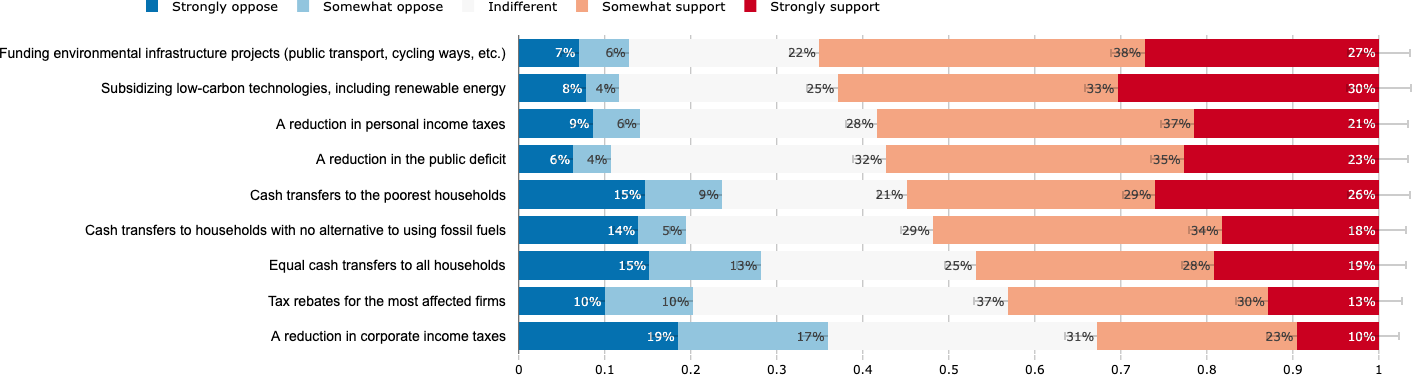 Strongly oppose Somewhat oppose Indifferent Somewhat support Strongly support
Funding environmental infrastructure projects (public transport, cycling ways, etc.) 7% 6% 22% 38% 27%
Subsidizing low-carbon technologies, including renewable energy 8% 4% 25% 33% 30%
A reduction in personal income taxes 9% 6% 28% 37% 21%
A reduction in the public deficit 6% 4% 32% 35% 23%
Cash transfers to the poorest households 15% 9% 21% 29% 26%
Cash transfers to households with no alternative to using fossil fuels 14% 5% 29% 34% 18%
Equal cash transfers to all households 15% 13% 25% 28% 19%
Tax rebates for the most affected firms 10% 10% 37% 30% 13%
A reduction in corporate income taxes 19% 17% 31% 23% 10%
0 0.1 0.2 0.3 0.4 0.5 0.6 0.7 0.8 0.9 1